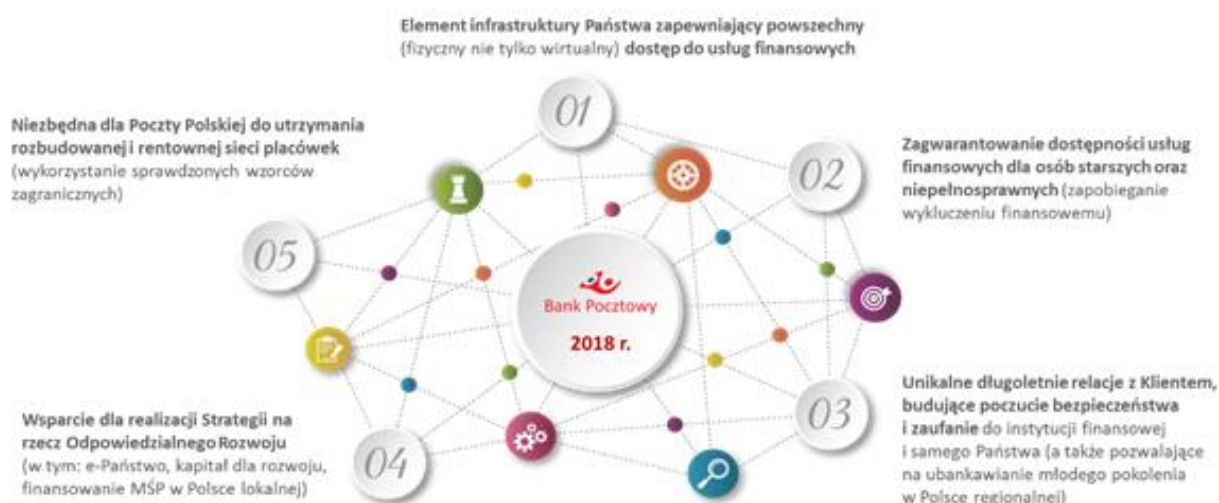 Element infrastruktury Państwa zapewniający powszechny
(fizyczny nie tylko wirtualny) dostęp do usług finansowych
01
Niezbędna dla Poczty Polskiej do utrzymania
rozbudowanej i rentownej sieci placówek
(wykorzystanie sprawdzonych wzorców
zagranicznych)
Zagwarantowanie dostępności usług
finansowych dla osób starszych oraz
niepełnosprawnych (zapobieganie
wykluczeniu finansowemu)
02
05
Bank Pocztowy
2018 r.
Wsparcie dla realizacji Strategii na
rzecz Odpowiedzialnego Rozwoju
(w tym: e-Państwo, kapitał dla rozwoju,
finansowanie MŚP w Polsce lokalnej)
04
03
Unikalne długoletnie relacje z Klientem,
budujące poczucie bezpieczeństwa
i zaufanie do instytucji finansowej
i samego Państwa (a także pozwalające
na ubankawianie młodego pokolenia
w Polsce regionalnej)